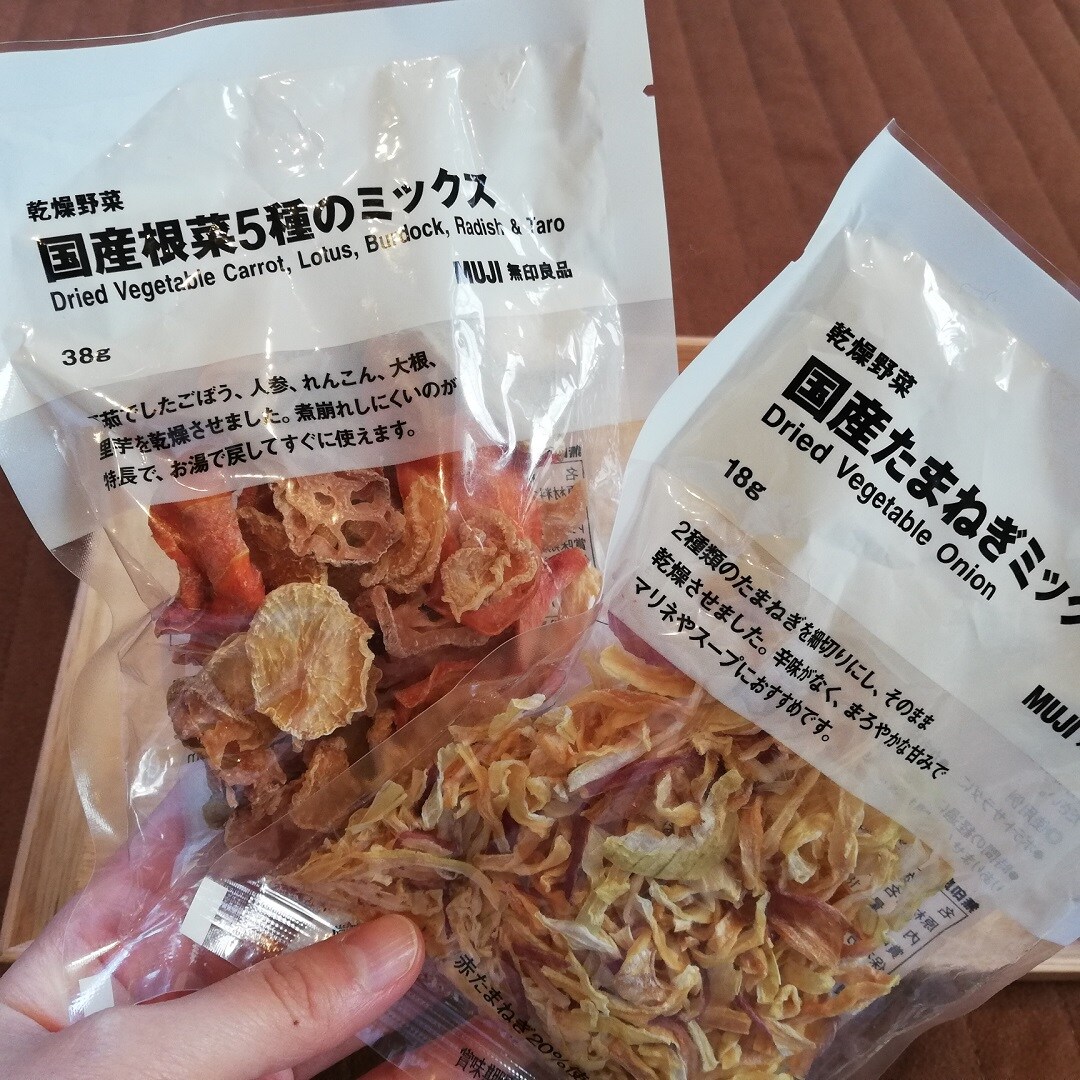 乾燥野菜
国産根菜5種のミックス
Dried Vegetable Carrot, Lotus, Burdock, Radish & Taro
MUJI 無印良品
38g
下茹でしたごぼう、人参、れんこん、大根、
里芋を乾燥させました。煮崩れしにくいのが
特長で、お湯で戻してすぐに使えます。
乾燥野菜
国産たまねぎミック
Dried Vegetable Onion
18g
MUJI
2種類のたまねぎを細切りにし、そのまま
乾燥させました。辛味がなく、まろやかな甘みで
マリネやスープにおすすめです。
赤たまねぎ20%使
賞味期限